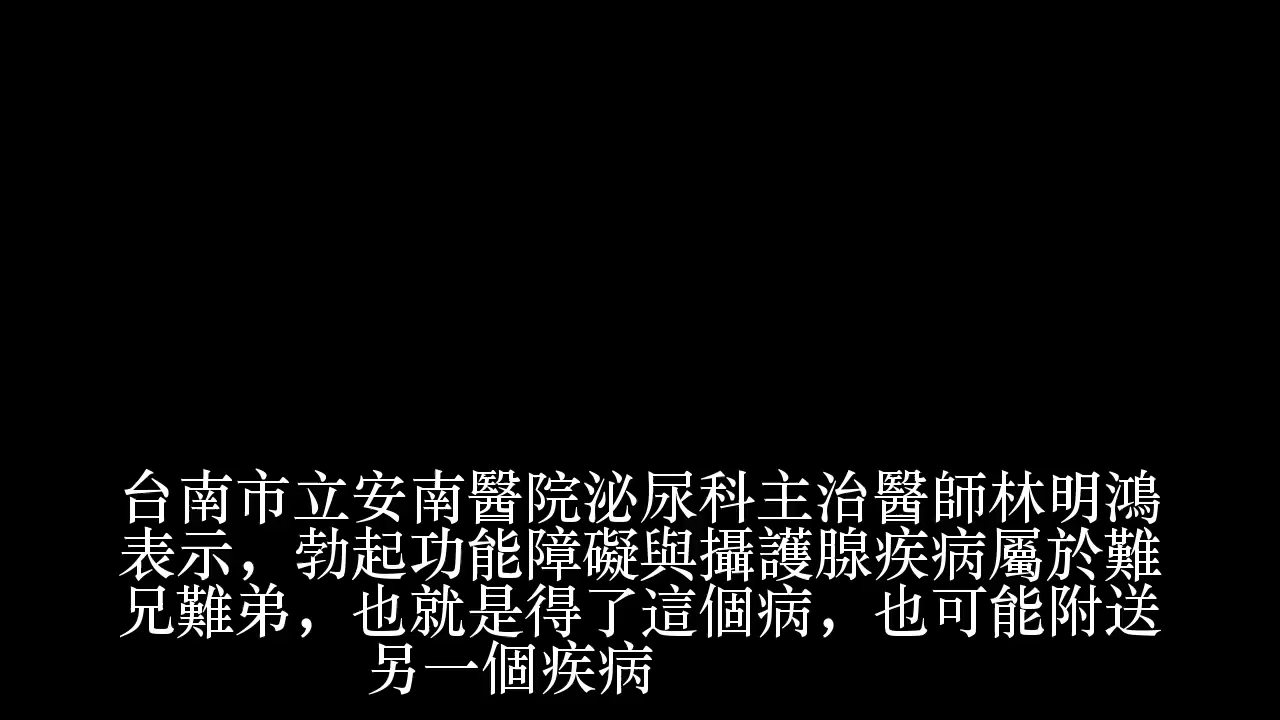 台南市立安南醫院泌尿科主治醫師林明鴻
表示，勃起功能障礙與攝護腺疾病屬於難
兄難弟，也就是得了這個病，也可能附送
另一個疾病